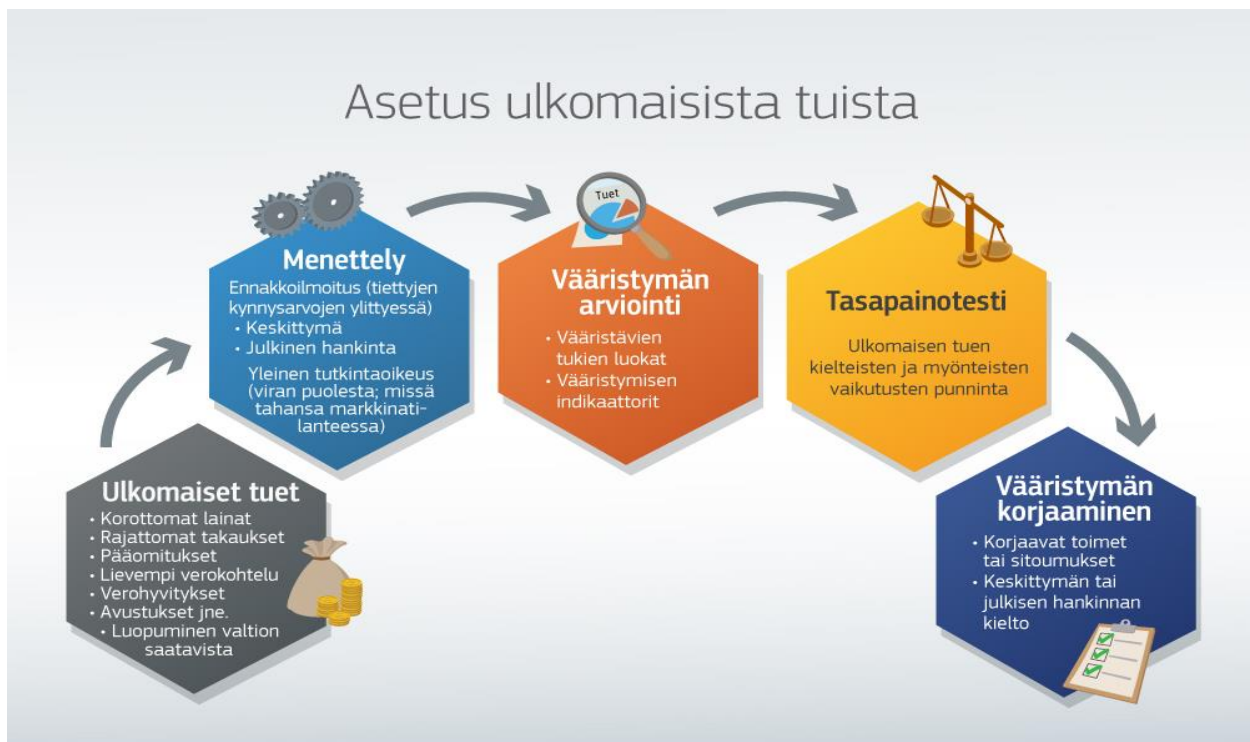 Asetus ulkomaisista tuista
Ulkomaiset tuet
• Korottomat lainat
• Rajattomat takaukset
• Pääomitukset
• Lievempi verokohtelu
• Verohyvitykset
• Avustukset jne.
• Luopuminen valtion
saatavista
Menettely
Ennakkoilmoitus (tiettyjen
kynnysarvojen ylittyessä)
• Keskittymä
• Julkinen hankinta
Yleinen tutkintaoikeus
(viran puolesta; missä
tahansa markkinati-
lanteessa)
Tuet
Vääristymän
arviointi
• Vääristävien
tukien luokat
• Vääristymisen
indikaattorit
Tasapainotesti
Ulkomaisen tuen
kielteisten ja myönteisten
vaikutusten punninta
Vääristymän
korjaaminen
• Korjaavat toimet
tai sitoumukset
• Keskittymän tai
julkisen hankinnan
kielto